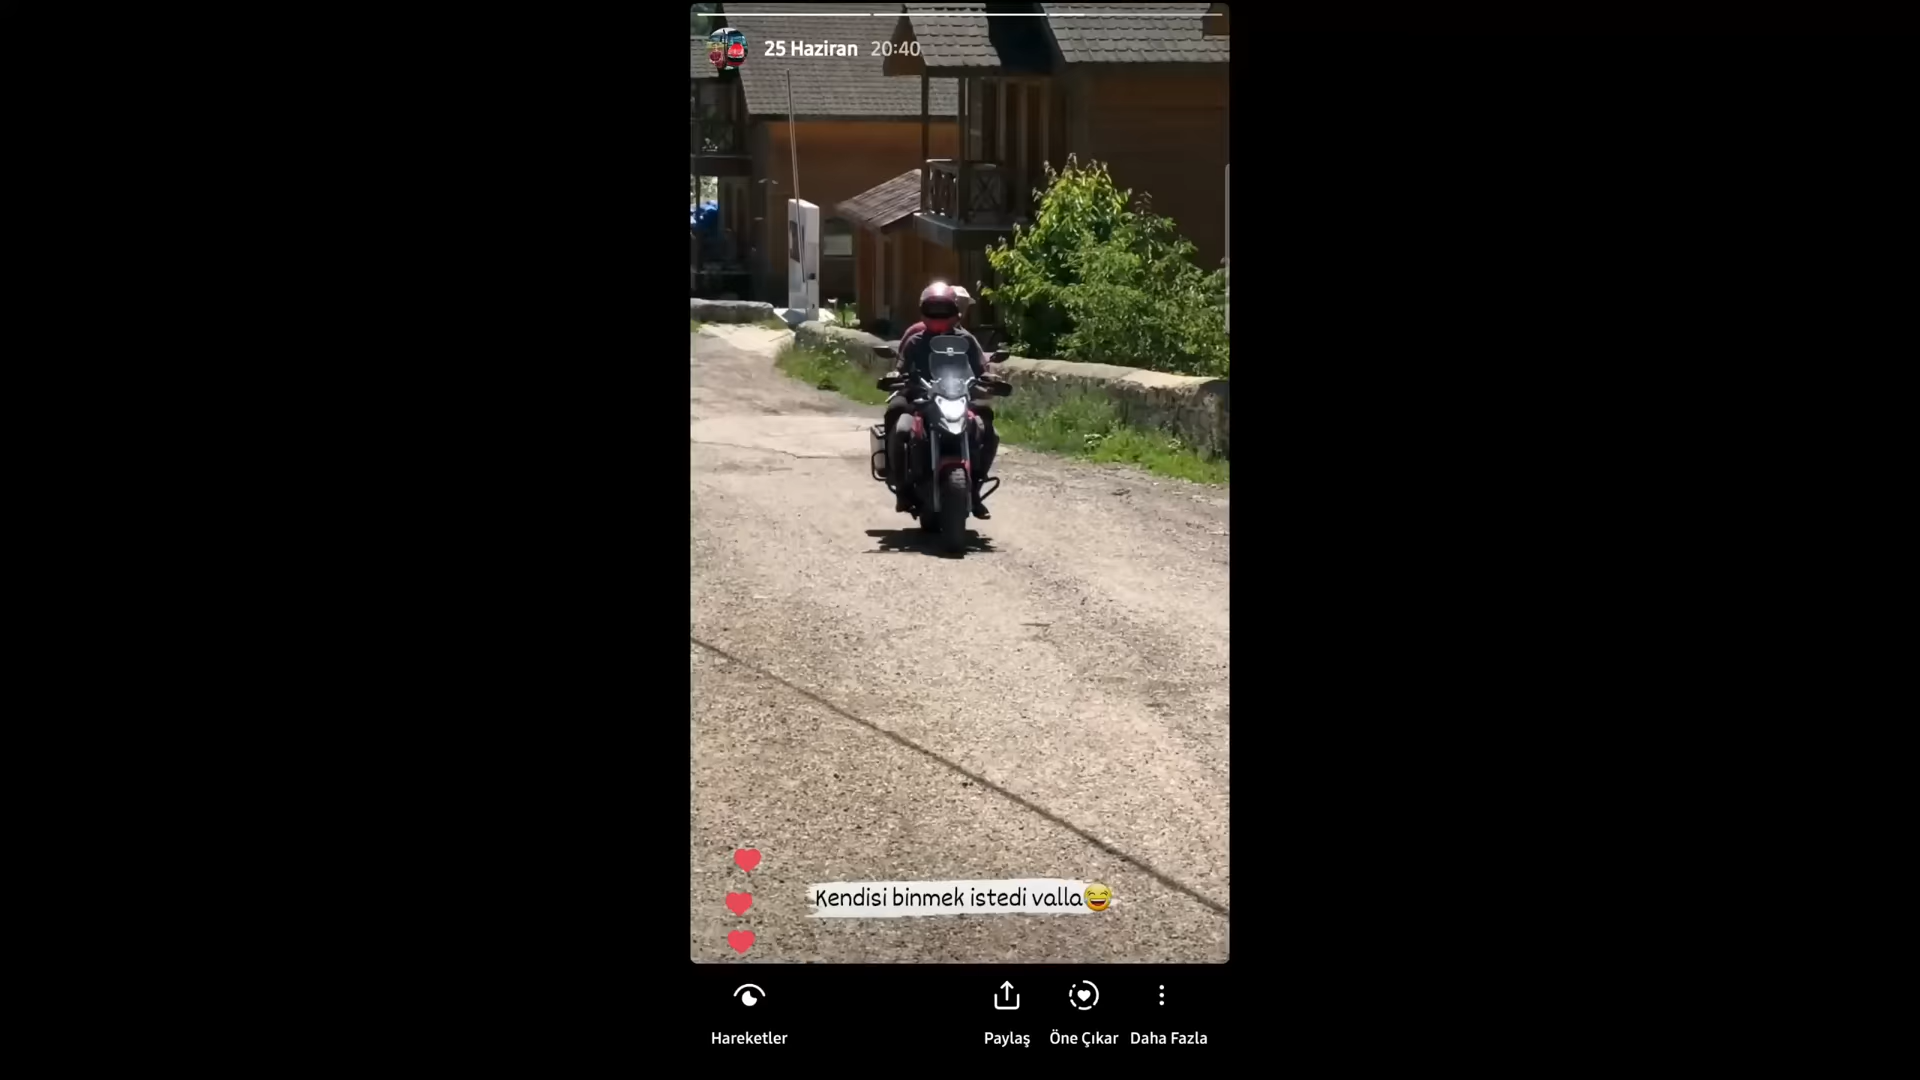 25 Haziran 20:40
Kendisi binmek istedi valla😂
Hareketler
Paylaş
Öne Çıkar
Daha Fazla